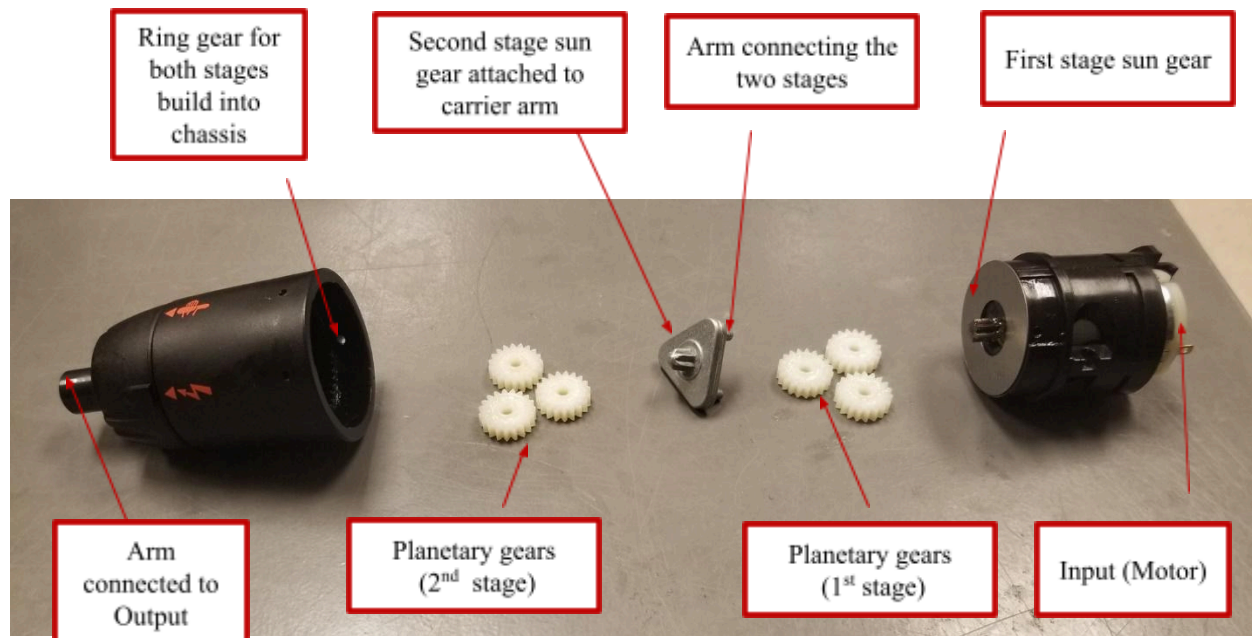 Ring gear for
both stages
build into
chassis
Second stage sun
gear attached to
carrier arm
Arm connecting the
two stages
First stage sun gear
Arm
connected to
Output
Planetary gears
(2nd stage)
Planetary gears
(1st stage)
Input (Motor)